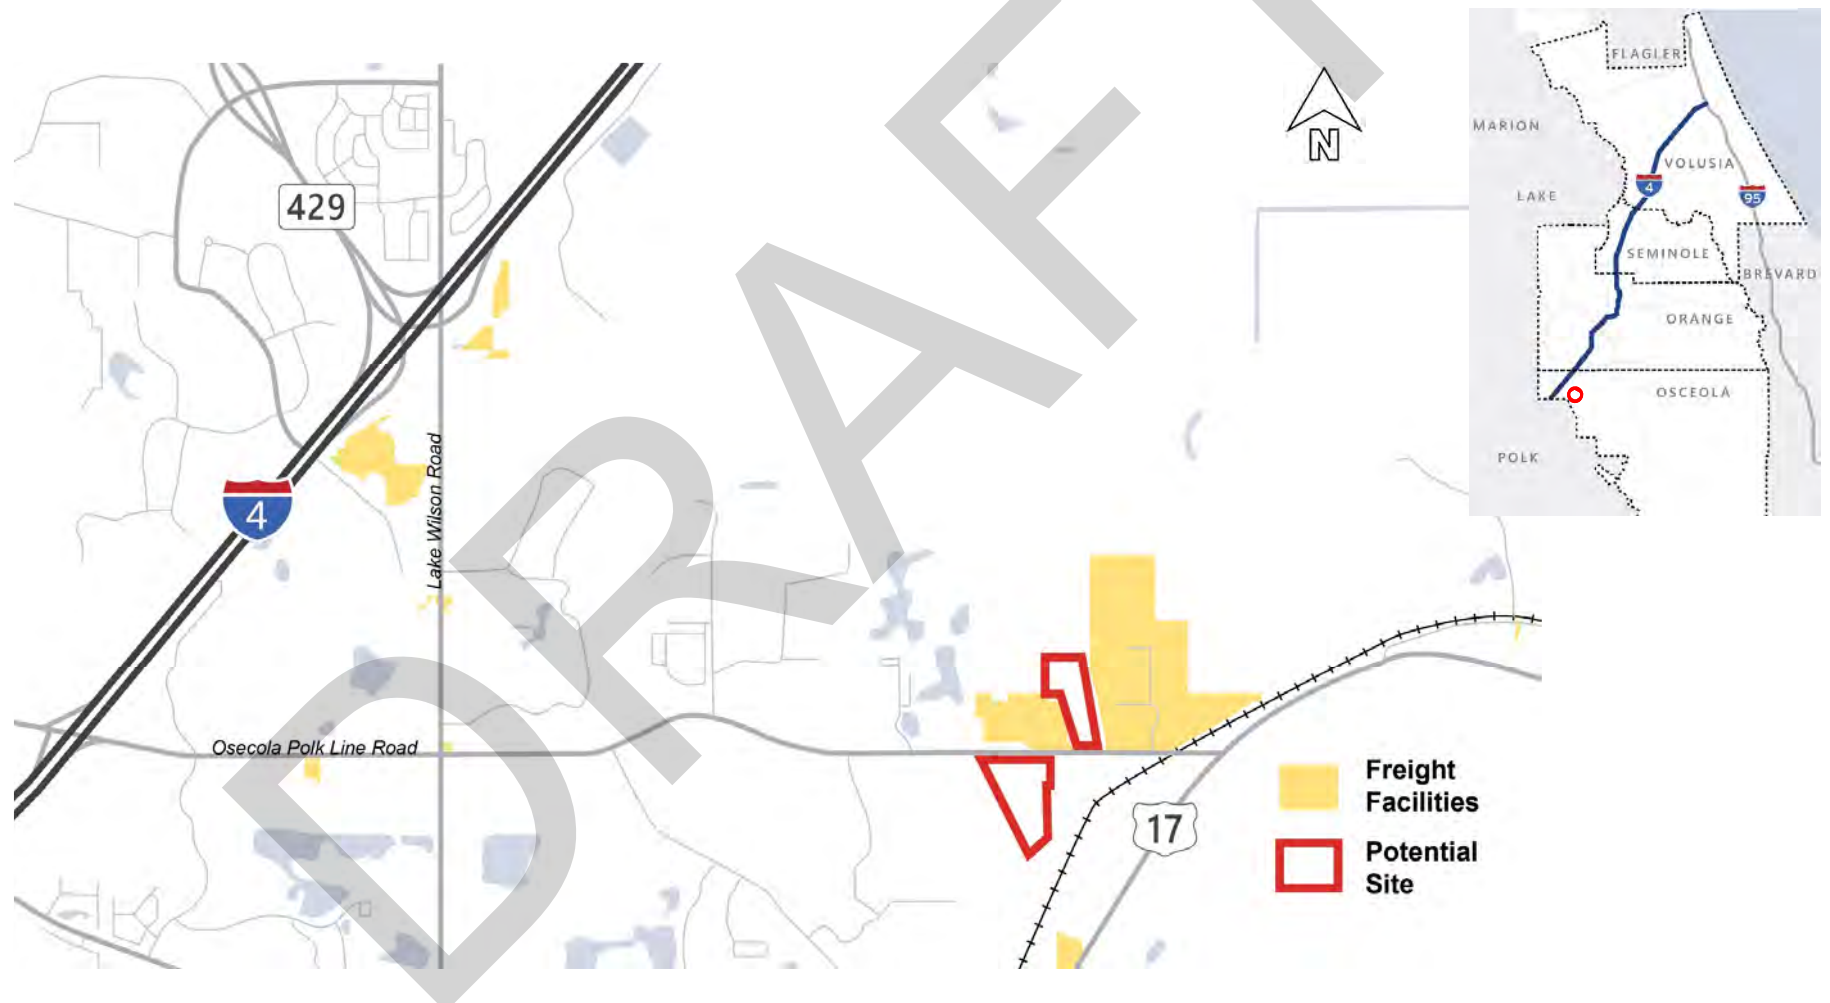 DRAFT
N
429
4
Lake Wilson Road
Osecola Polk Line Road
17
Freight
Facilities
Potential
Site
FLAGLER
MARION
VOLUSIA
LAKE
4
95
SEMINOLE
BREVARD
ORANGE
OSCEOLA
POLK